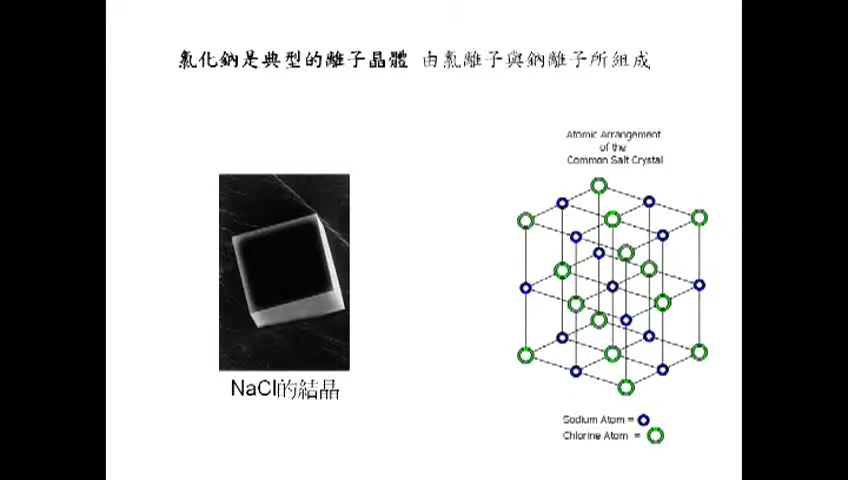 氯化鈉是典型的離子晶體 由氯離子與鈉離子所組成
Atomic Arrangement
of the
Common Salt Crystal
NaCl的結晶
Sodium Atom =
Chlorine Atom =